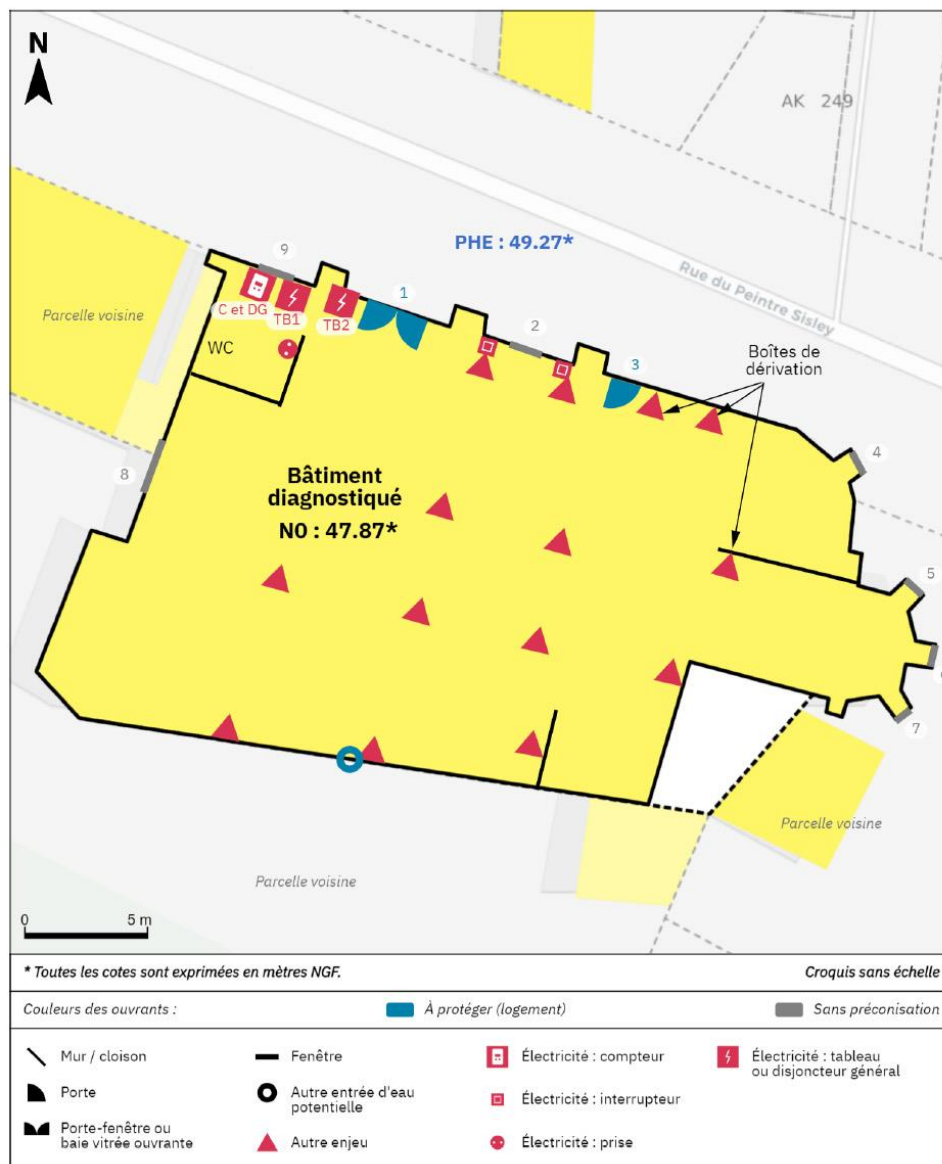 N
AK 249
PHE : 49.27*
Rue du Peintre Sisley
9
Parcelle voisine
C et DG
TB1
TB2
1
2
3
WC
Boîtes de
dérivation
4
8
Bâtiment
diagnostiqué
N0 : 47.87*
5
6
7
Parcelle voisine
Parcelle voisine
0 5 m
* Toutes les cotes sont exprimées en mètres NGF. Croquis sans échelle
Couleurs des ouvrants : À protéger (logement) Sans préconisation
Mur / cloison
Porte
Porte-fenêtre ou
baie vitrée ouvrante
Fenêtre
Autre entrée d'eau
potentielle
Autre enjeu
Électricité : compteur
Électricité : interrupteur
Électricité : prise
Électricité : tableau
ou disjoncteur général